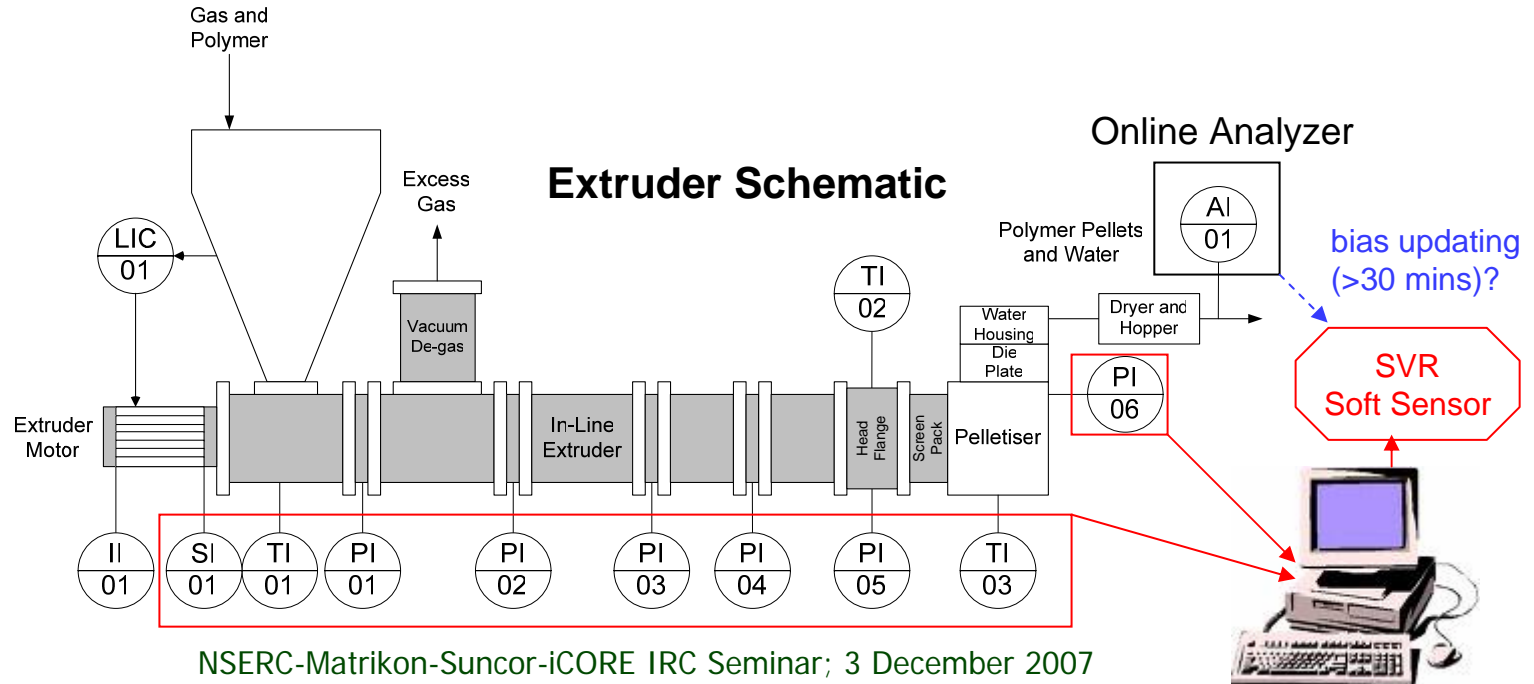 Gas and
Polymer
Extruder Schematic
Online Analyzer
Excess
Gas
LIC
01
AI
01
Polymer Pellets
and Water
bias updating
(>30 mins)?
TI
02
Vacuum
De-gas
Water
Housing
Die
Plate
Dryer and
Hopper
PI
06
SVR
Soft Sensor
Extruder
Motor
In-Line
Extruder
Head
Flange
Screen
Pack
Pelletiser
II
01
SI
01
TI
01
PI
01
PI
02
PI
03
PI
04
PI
05
TI
03
NSERC-Matrikon-Suncor-iCORE IRC Seminar; 3 December 2007